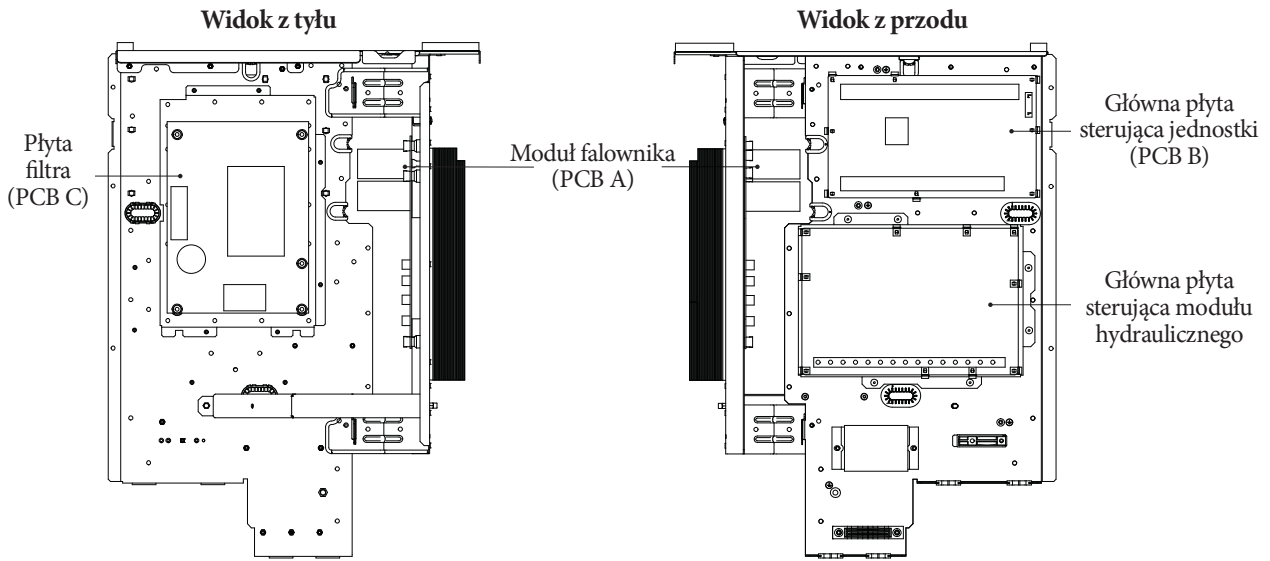 Widok z tyłu
Widok z przodu
Płyta
filtra
(PCB C)
Moduł falownika
(PCB A)
Główna płyta
sterująca jednostki
(PCB B)
Główna płyta
sterująca modułu
hydraulicznego